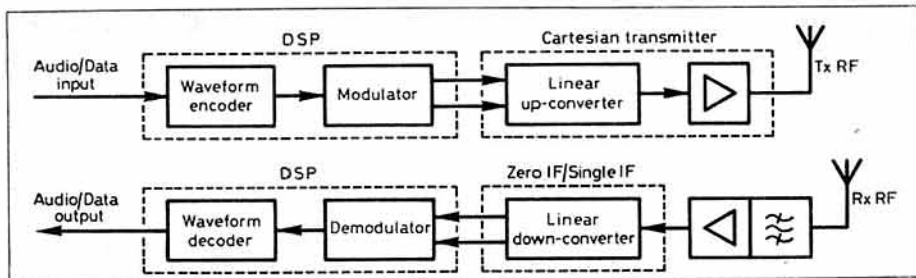 DSP
Cartesian transmitter
Audio/Data
input
Waveform
encoder
Modulator
Linear
up-converter
Tx RF
DSP
Zero IF/Single IF
Audio/Data
output
Waveform
decoder
Demodulator
Linear
down-converter
Rx RF